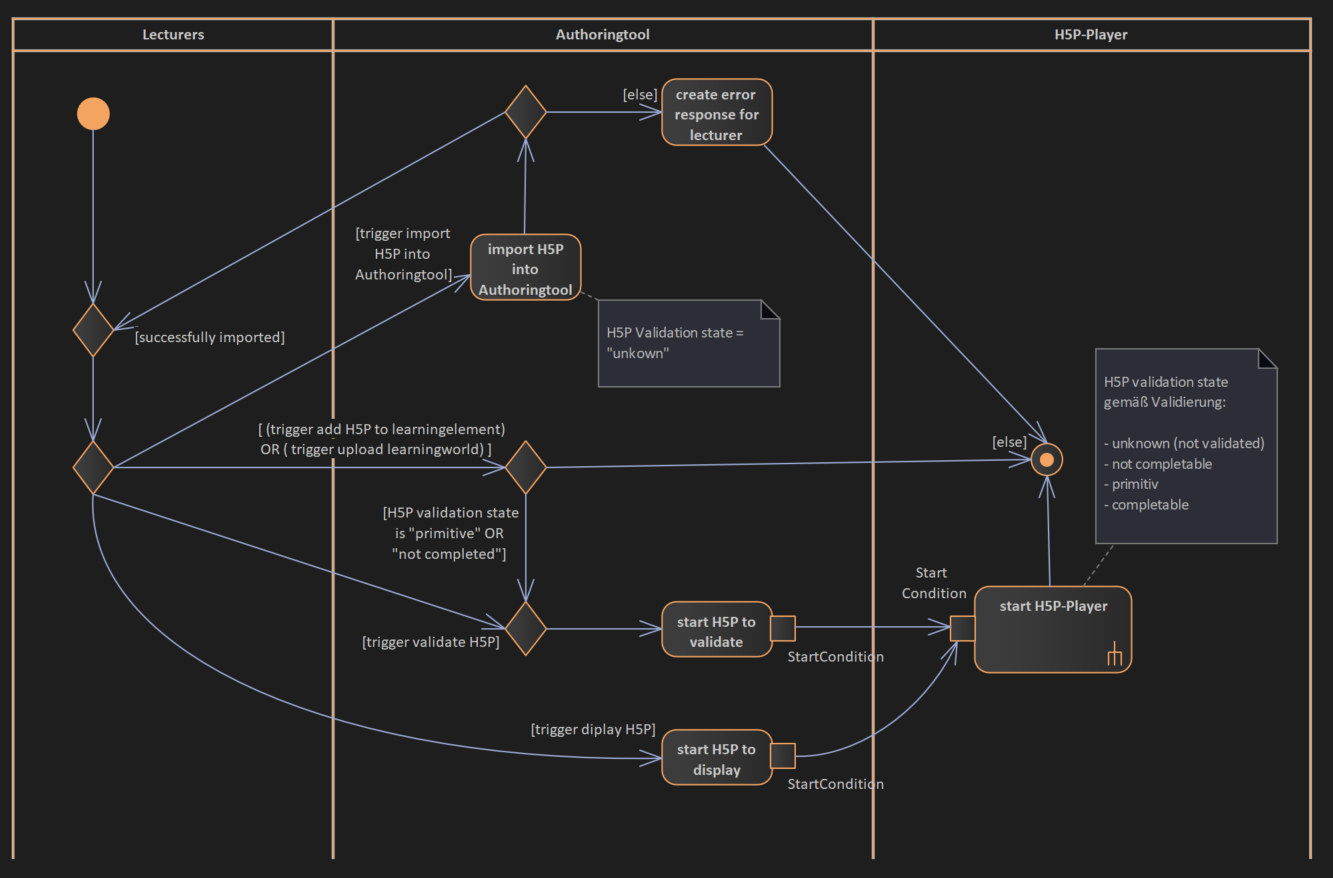 Lecturers
Authoringtool
H5P-Player
[else]
create error
response for
lecturer
[trigger import
H5P into
Authoringtool]
import H5P
into
Authoringtool
[successfully imported]
H5P Validation state =
"unkown"
H5P validation state
gemäß Validierung:
- unknown (not validated)
- not completable
- primitiv
- completable
[ (trigger add H5P to learningelement)
OR ( trigger upload learningworld) ]
[else]
[H5P validation state
is "primitive" OR
"not completed"]
Start
Condition
start H5P-Player
[trigger validate H5P]
start H5P to
validate
StartCondition
[trigger diplay H5P]
start H5P to
display
StartCondition